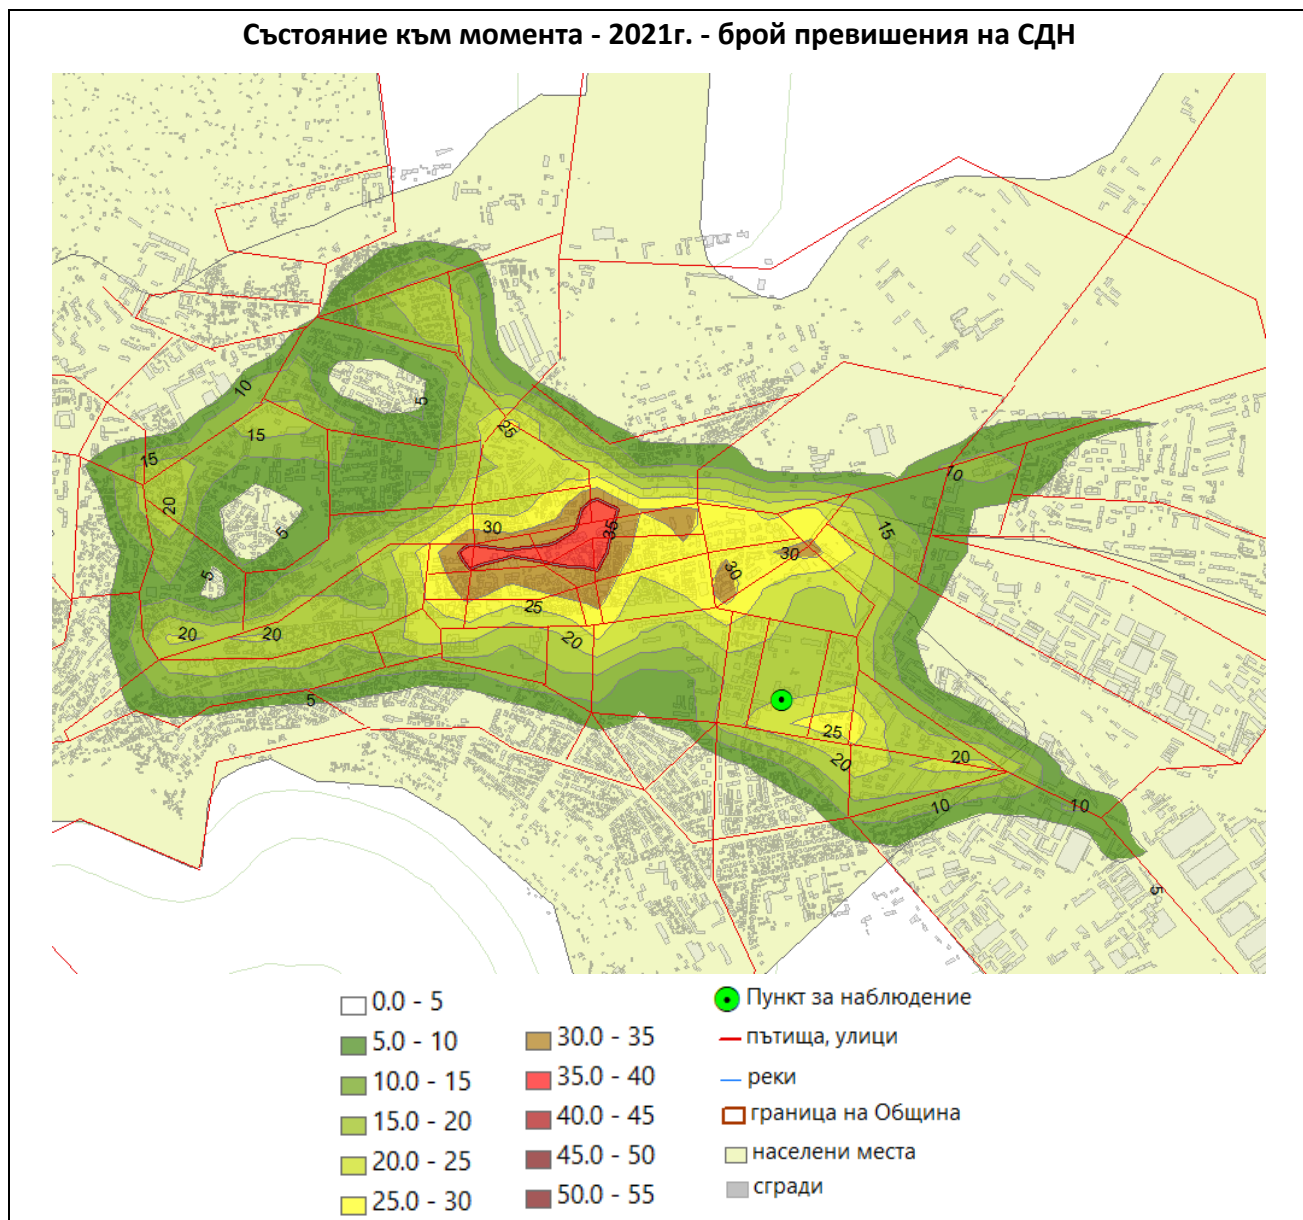 Състояние към момента - 2021г. - брой превишения на СДН
10
5
15
15
20
5
5
25
30
35
30
30
25
20
20
20
5
15
10
25
20
20
10
10
5
0.0 - 5
5.0 - 10
10.0 - 15
15.0 - 20
20.0 - 25
25.0 - 30
30.0 - 35
35.0 - 40
40.0 - 45
45.0 - 50
50.0 - 55
Пункт за наблюдение
пътища, улици
реки
граница на Община
населени места
сгради